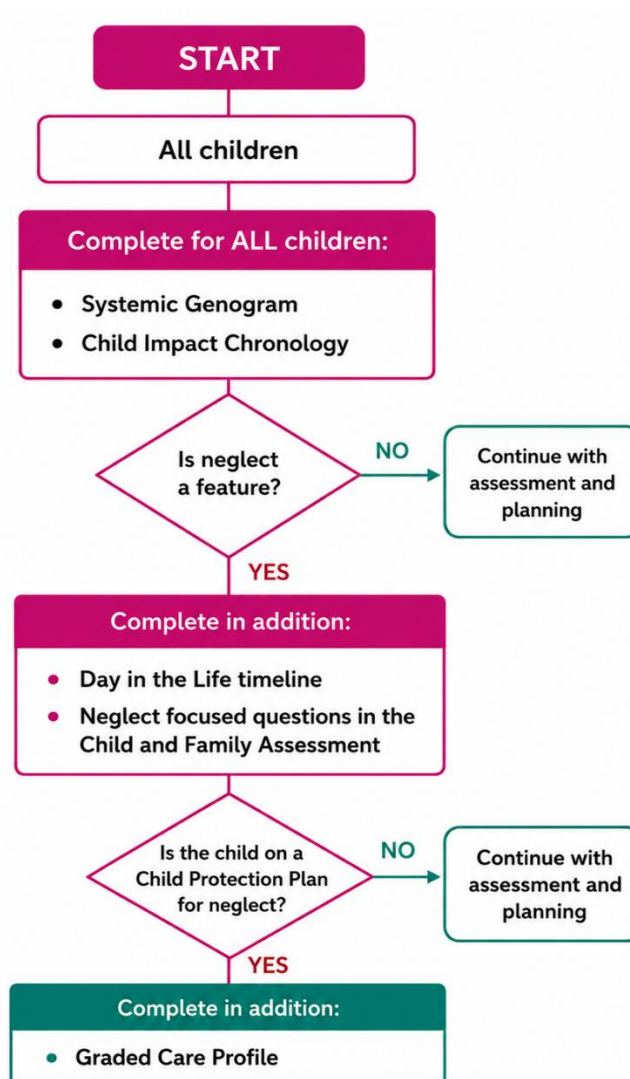 START
All children
Complete for ALL children:
• Systemic Genogram
• Child Impact Chronology
Is neglect
a feature?
NO
Continue with
assessment and
planning
YES
Complete in addition:
• Day in the Life timeline
• Neglect focused questions in the
Child and Family Assessment
Is the child on a
Child Protection Plan
for neglect?
NO
Continue with
assessment and
planning
YES
Complete in addition:
• Graded Care Profile